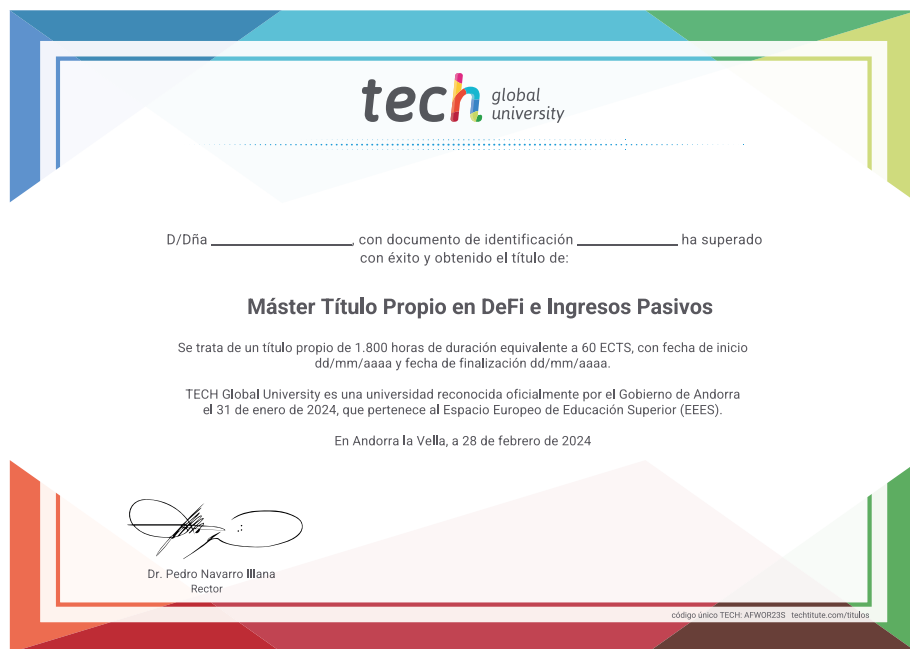 tech global university
D/Dña ________________, con documento de identificación ____________ ha superado
con éxito y obtenido el título de:
Máster Título Propio en DeFi e Ingresos Pasivos
Se trata de un título propio de 1.800 horas de duración equivalente a 60 ECTS, con fecha de inicio
dd/mm/aaaa y fecha de finalización dd/mm/aaaa.
TECH Global University es una universidad reconocida oficialmente por el Gobierno de Andorra
el 31 de enero de 2024, que pertenece al Espacio Europeo de Educación Superior (EEES).
En Andorra la Vella, a 28 de febrero de 2024
Dr. Pedro Navarro Illana
Rector
código único TECH: AFWOR23S techtitute.com/titulos